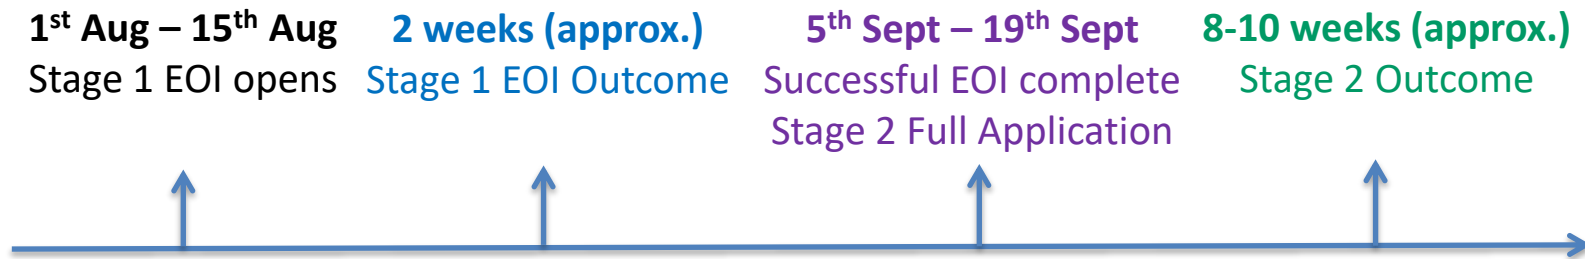 1st Aug – 15th Aug
Stage 1 EOI opens
2 weeks (approx.)
Stage 1 EOI Outcome
5th Sept – 19th Sept
Successful EOI complete
Stage 2 Full Application
8-10 weeks (approx.)
Stage 2 Outcome